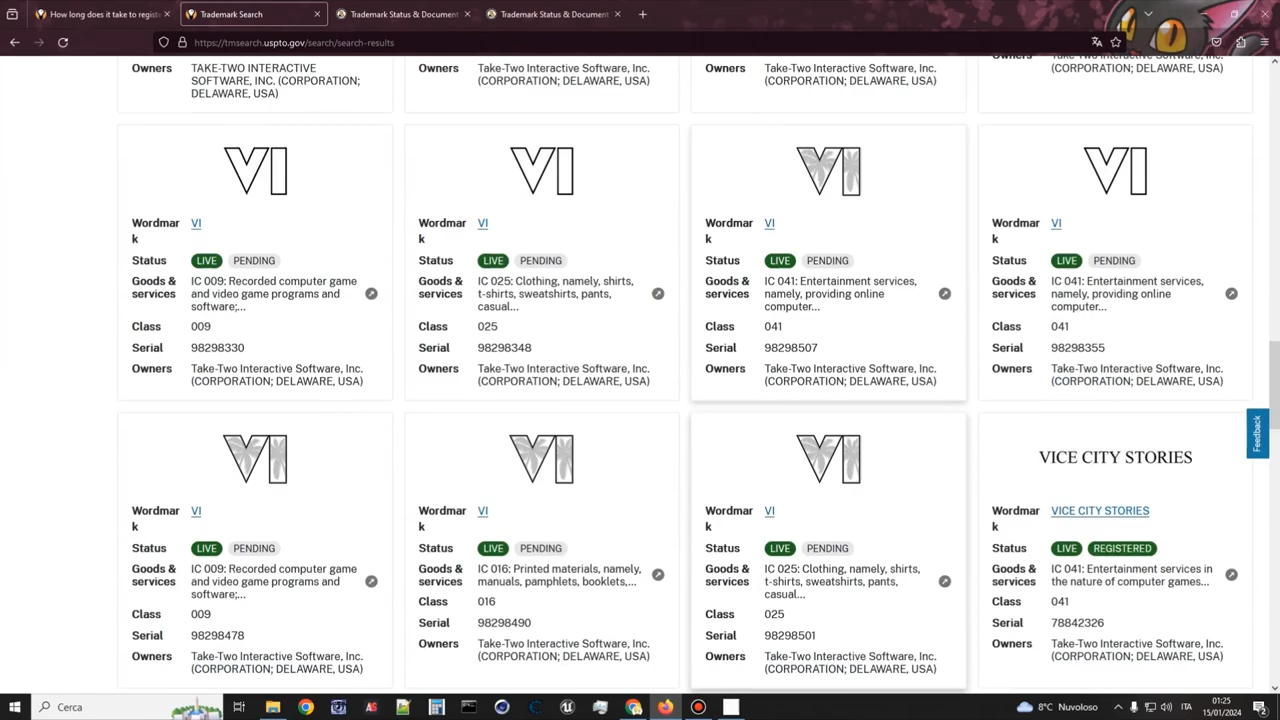 How long does it take to regist
Trademark Search
Trademark Status & Document
Trademark Status & Document
https://tmsearch.uspto.gov/search/search-results
Owners
TAKE-TWO INTERACTIVE
SOFTWARE, INC. (CORPORATION;
DELAWARE, USA)
Owners
Take-Two Interactive Software, Inc.
(CORPORATION; DELAWARE, USA)
Owners
Take-Two Interactive Software, Inc.
(CORPORATION; DELAWARE, USA)
Owners
Take-Two Interactive Software, Inc.
(CORPORATION; DELAWARE, USA)
VI
Wordmar
k
VI
Status
LIVE PENDING
Goods &
services
IC 009: Recorded computer game
and video game programs and
software;...
Class
009
Serial
98298330
Owners
Take-Two Interactive Software, Inc.
(CORPORATION; DELAWARE, USA)
VI
Wordmar
k
VI
Status
LIVE PENDING
Goods &
services
IC 025: Clothing, namely, shirts,
t-shirts, sweatshirts, pants,
casual...
Class
025
Serial
98298348
Owners
Take-Two Interactive Software, Inc.
(CORPORATION; DELAWARE, USA)
VI
Wordmar
k
VI
Status
LIVE PENDING
Goods &
services
IC 041: Entertainment services,
namely, providing online
computer...
Class
041
Serial
98298507
Owners
Take-Two Interactive Software, Inc.
(CORPORATION; DELAWARE, USA)
VI
Wordmar
k
VI
Status
LIVE PENDING
Goods &
services
IC 041: Entertainment services,
namely, providing online
computer...
Class
041
Serial
98298355
Owners
Take-Two Interactive Software, Inc.
(CORPORATION; DELAWARE, USA)
VI
Wordmar
k
VI
Status
LIVE PENDING
Goods &
services
IC 009: Recorded computer game
and video game programs and
software;...
Class
009
Serial
98298478
Owners
Take-Two Interactive Software, Inc.
(CORPORATION; DELAWARE, USA)
VI
Wordmar
k
VI
Status
LIVE PENDING
Goods &
services
IC 016: Printed materials, namely,
manuals, pamphlets, booklets,...
Class
016
Serial
98298490
Owners
Take-Two Interactive Software, Inc.
(CORPORATION; DELAWARE, USA)
VI
Wordmar
k
VI
Status
LIVE PENDING
Goods &
services
IC 025: Clothing, namely, shirts,
t-shirts, sweatshirts, pants,
casual...
Class
025
Serial
98298501
Owners
Take-Two Interactive Software, Inc.
(CORPORATION; DELAWARE, USA)
VICE CITY STORIES
Wordmar
k
VICE CITY STORIES
Status
LIVE REGISTERED
Goods &
services
IC 041: Entertainment services in
the nature of computer games...
Class
041
Serial
78842326
Owners
Take-Two Interactive Software, Inc.
(CORPORATION; DELAWARE, USA)
Feedback
Cerca
8°C Nuvoloso
ITA
01:25
15/01/2024
2